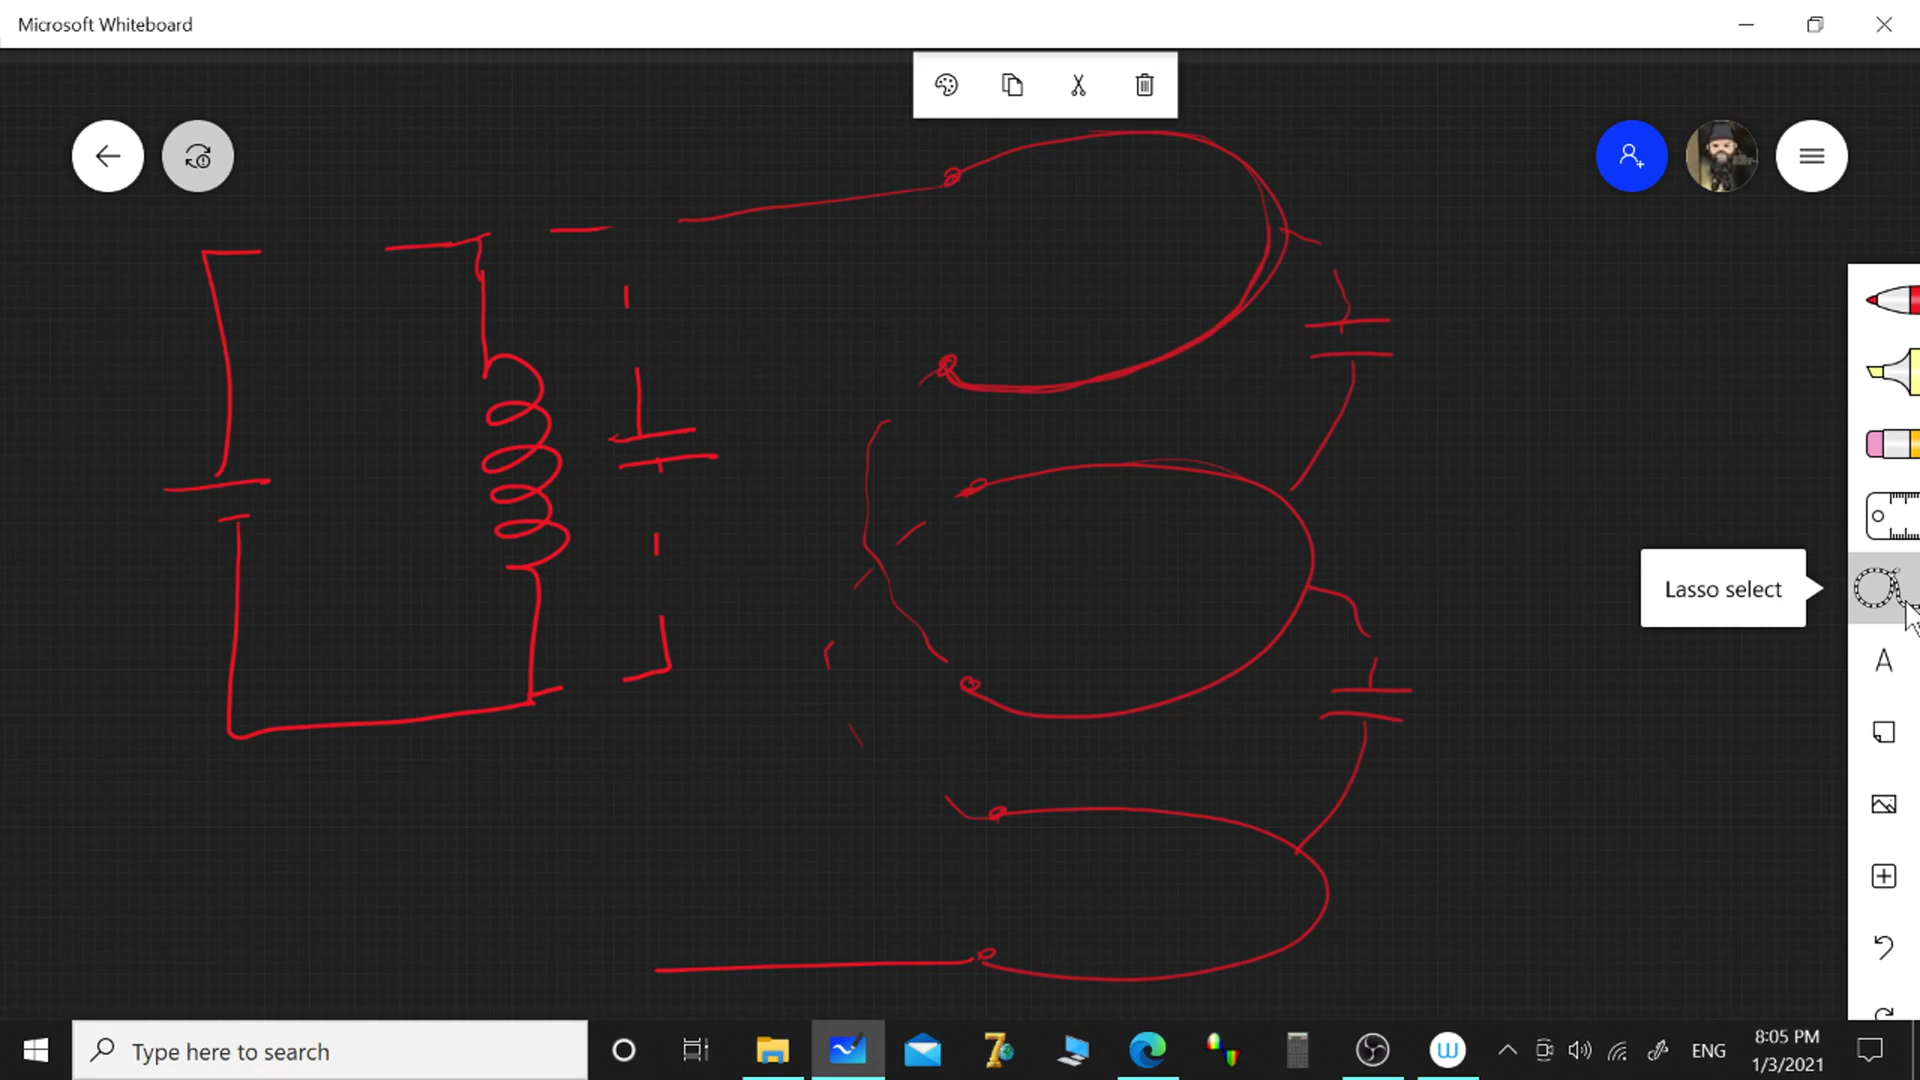 Microsoft Whiteboard
Lasso select
A
Type here to search
W
ENG
8:05 PM
1/3/2021